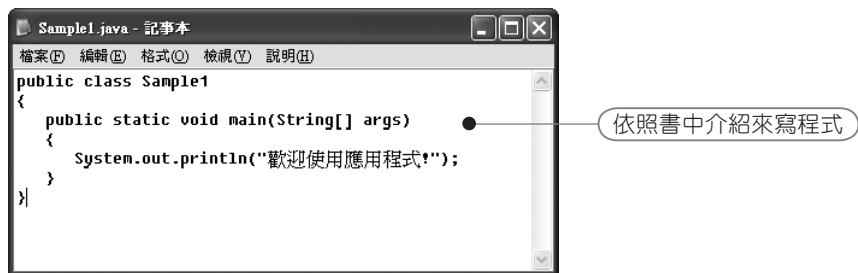 Sample1.java - 記事本
檔案(F) 編輯(E) 格式(O) 檢視(V) 說明(H)
public class Sample1
{
public static void main(String[] args)
{
System.out.println("歡迎使用應用程式!");
}
}
依照書中介紹來寫程式